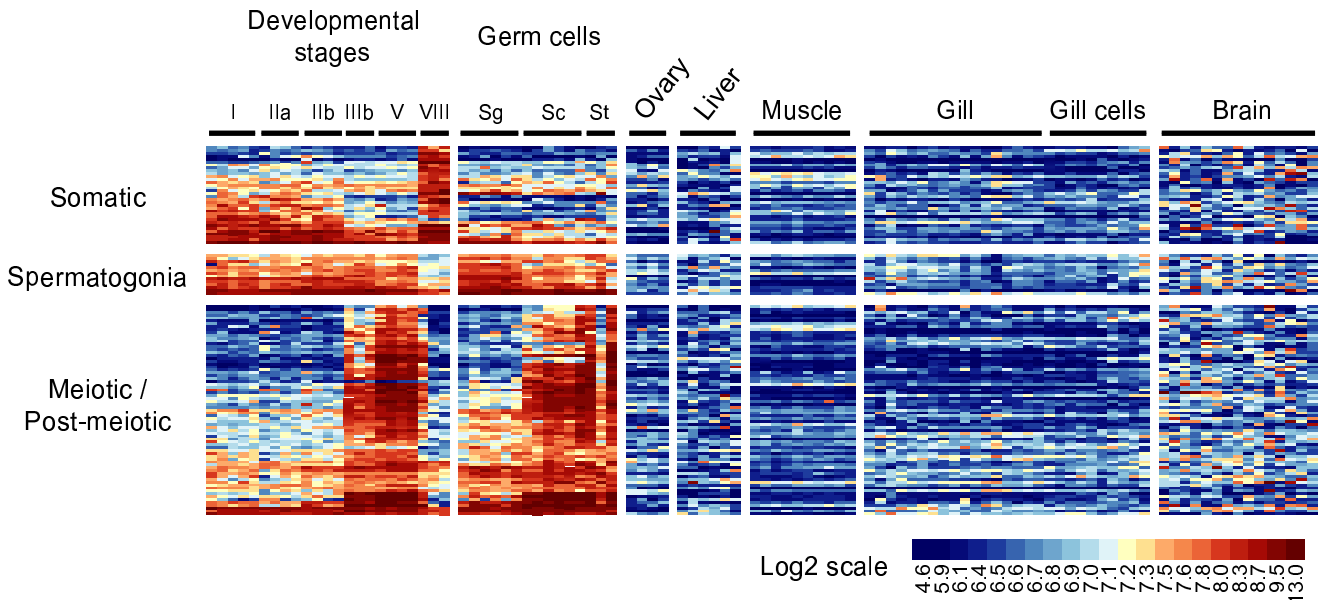 Developmental
stages
Germ cells
Ovary
Liver
Muscle
Gill
Gill cells
Brain
I IIa IIb IIIb V VIII
Sg Sc St
Somatic
Spermatogonia
Meiotic /
Post-meiotic
Log2 scale
4.6 5.9 6.1 6.4 6.5 6.6 6.7 6.8 6.9 7.0 7.1 7.2 7.3 7.5 7.6 7.8 8.0 8.3 8.7 9.5 13.0